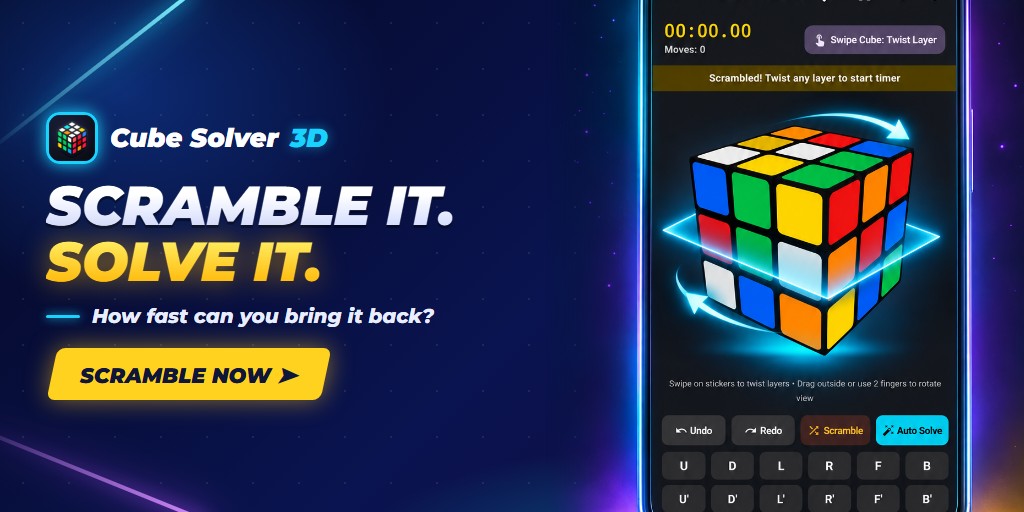 Cube Solver 3D
SCRAMBLE IT.
SOLVE IT.
How fast can you bring it back?
SCRAMBLE NOW ➤
00:00.00
Moves: 0
Swipe Cube: Twist Layer
Scrambled! Twist any layer to start timer
Swipe on stickers to twist layers • Drag outside or use 2 fingers to rotate
view
Undo
Redo
Scramble
Auto Solve
U D L R F B
U' D' L' R' F' B'